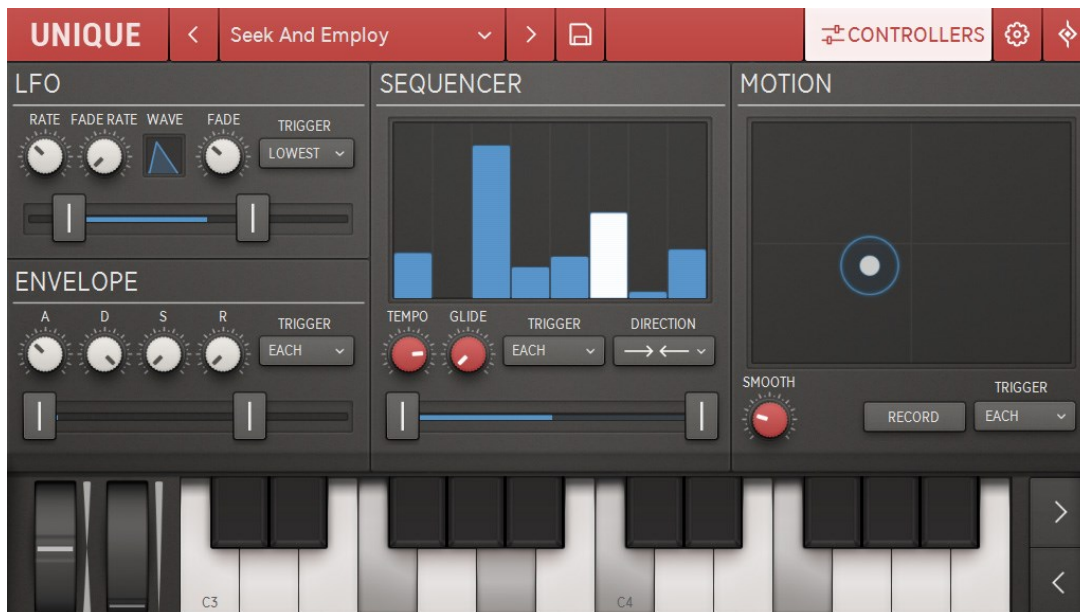 UNIQUE
Seek And Employ
CONTROLLERS
LFO
RATE FADE RATE WAVE FADE
TRIGGER
LOWEST
ENVELOPE
A D S R
TRIGGER
EACH
SEQUENCER
TEMPO GLIDE
TRIGGER
EACH
DIRECTION
MOTION
SMOOTH
RECORD
TRIGGER
EACH
C3
C4